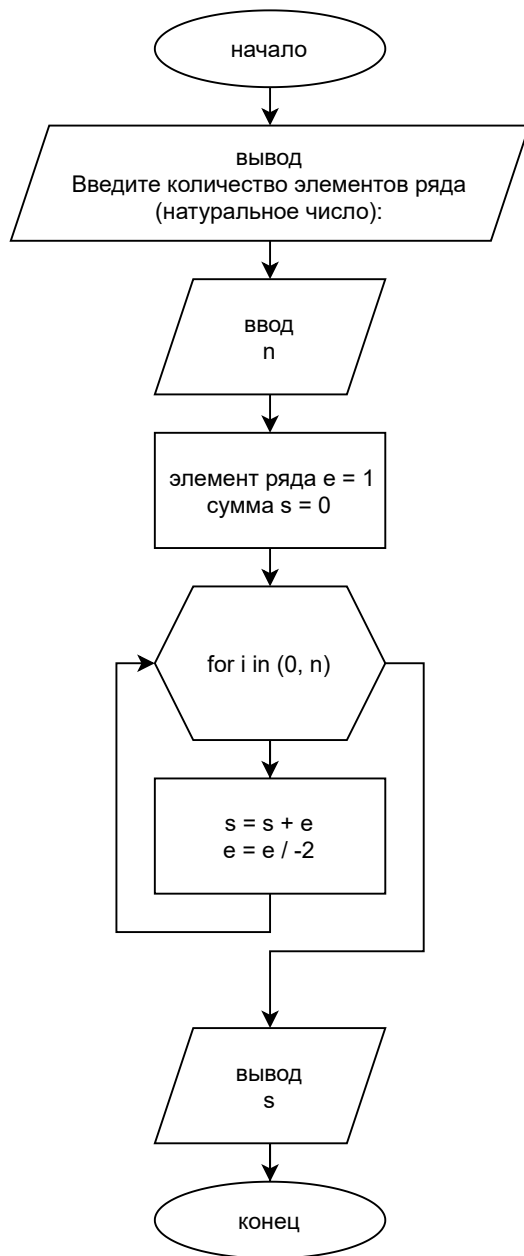 начало
вывод
Введите количество элементов ряда
(натуральное число):
ввод
n
элемент ряда e = 1
сумма s = 0
for i in (0, n)
s = s + e
e = e / -2
вывод
s
конец